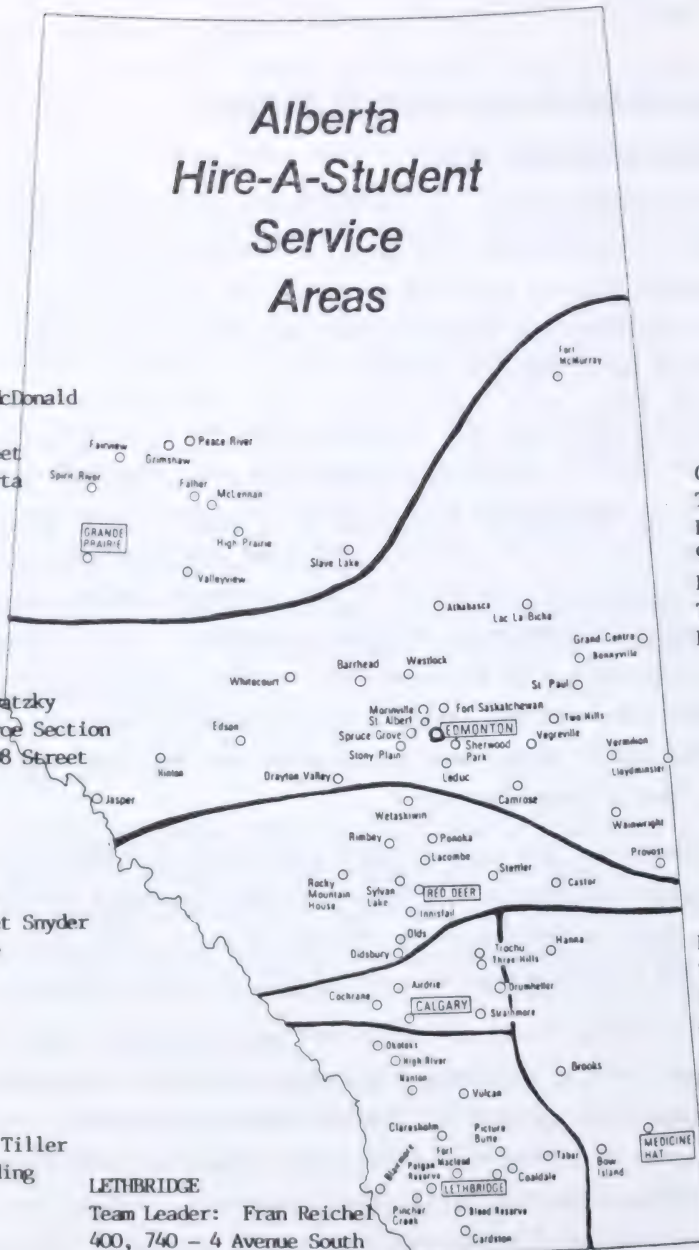 Alberta
Hire-A-Student
Service
Areas
Fort
McMurray
McDonald
Fairview
Peace River
Grimshaw
Spirit River
Falher
McLennan
GRANDE
PRAIRIE
High Prairie
Slave Lake
Valleyview
Athabasca
Lac La Biche
Grand Centre
Bonnyville
Barrhead
Westlock
Whitecourt
St. Paul
Morinville
Fort Saskatchewan
St. Albert
Two Hills
EDMONTON
Spruce Grove
Edson
Sherwood
Park
Vegreville
Vermilion
Stony Plain
Hinton
Leduc
Lloydminster
Drayton Valley
Jasper
Camrose
Wetaskiwin
Wainwright
Section
8 Street
Rimbey
Ponoka
Lacombe
Provost
Stettler
Rocky
Mountain
House
Sylvan
Lake
RED DEER
Castor
Innisfail
Snyder
Olds
Trochu
Hanna
Didsbury
Three Hills
Airdrie
Drumheller
Cochrane
CALGARY
Strathmore
Okotoks
High River
Brooks
Nanton
Vulcan
Claresholm
Picture
Butte
MEDICINE
HAT
Tiller
Fort
Macleod
Taber
Bow
Island
Blairmore
Peigan
Reserve
Coaldale
LETHBRIDGE
Pincher
Creek
Blood Reserve
Cardston
LETHBRIDGE
Team Leader: Fran Reichel
400, 740 - 4 Avenue South